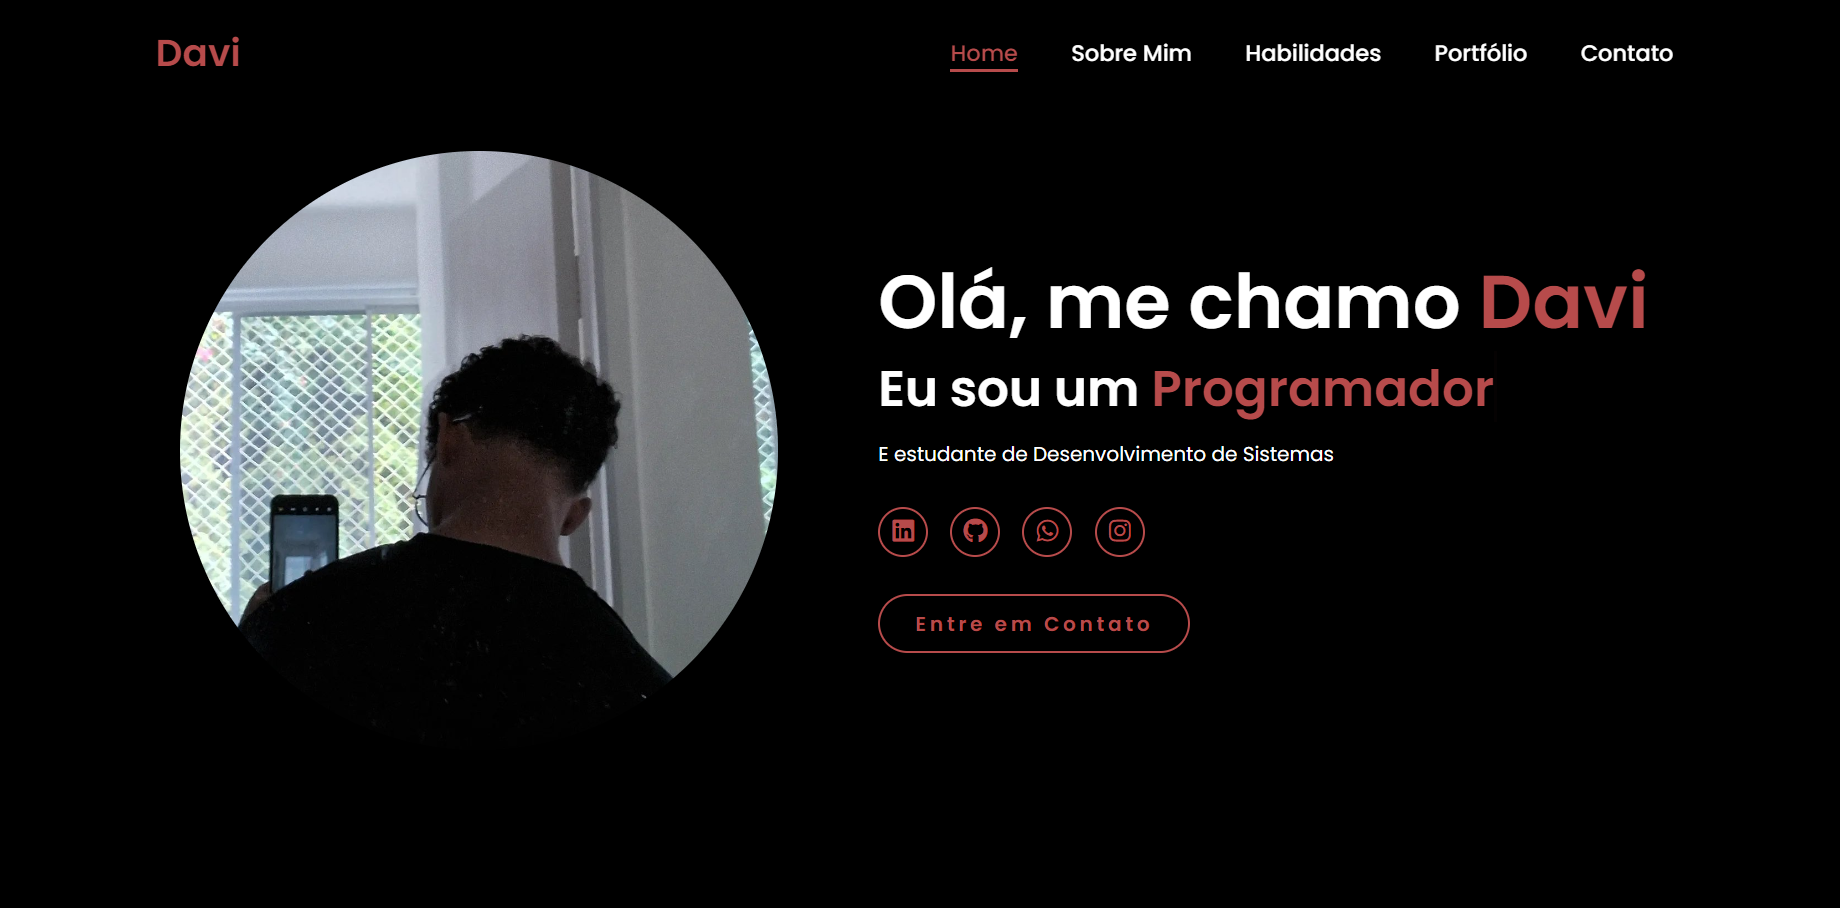 Davi
Home Sobre Mim Habilidades Portfólio Contato
Olá, me chamo Davi
Eu sou um Programador
E estudante de Desenvolvimento de Sistemas
in
Entre em Contato